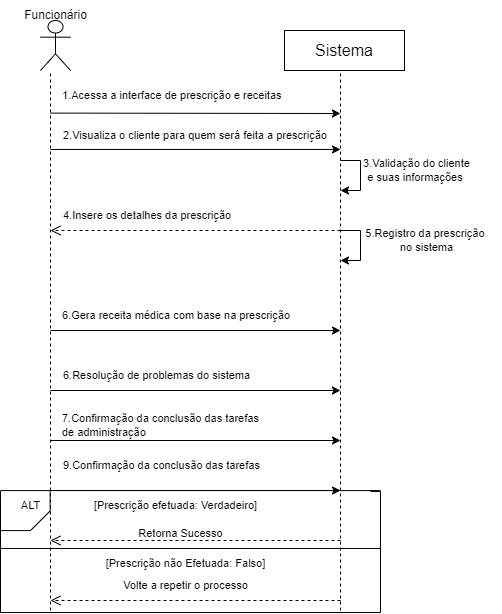 Funcionário
Sistema
1.Acessa a interface de prescrição e receitas
2.Visualiza o cliente para quem será feita a prescrição
3.Validação do cliente
e suas informações
4.Insere os detalhes da prescrição
5.Registro da prescrição
no sistema
6.Gera receita médica com base na prescrição
6.Resolução de problemas do sistema
7.Confirmação da conclusão das tarefas
de administração
9.Confirmação da conclusão das tarefas
ALT
[Prescrição efetuada: Verdadeiro]
Retorna Sucesso
[Prescrição não Efetuada: Falso]
Volte a repetir o processo